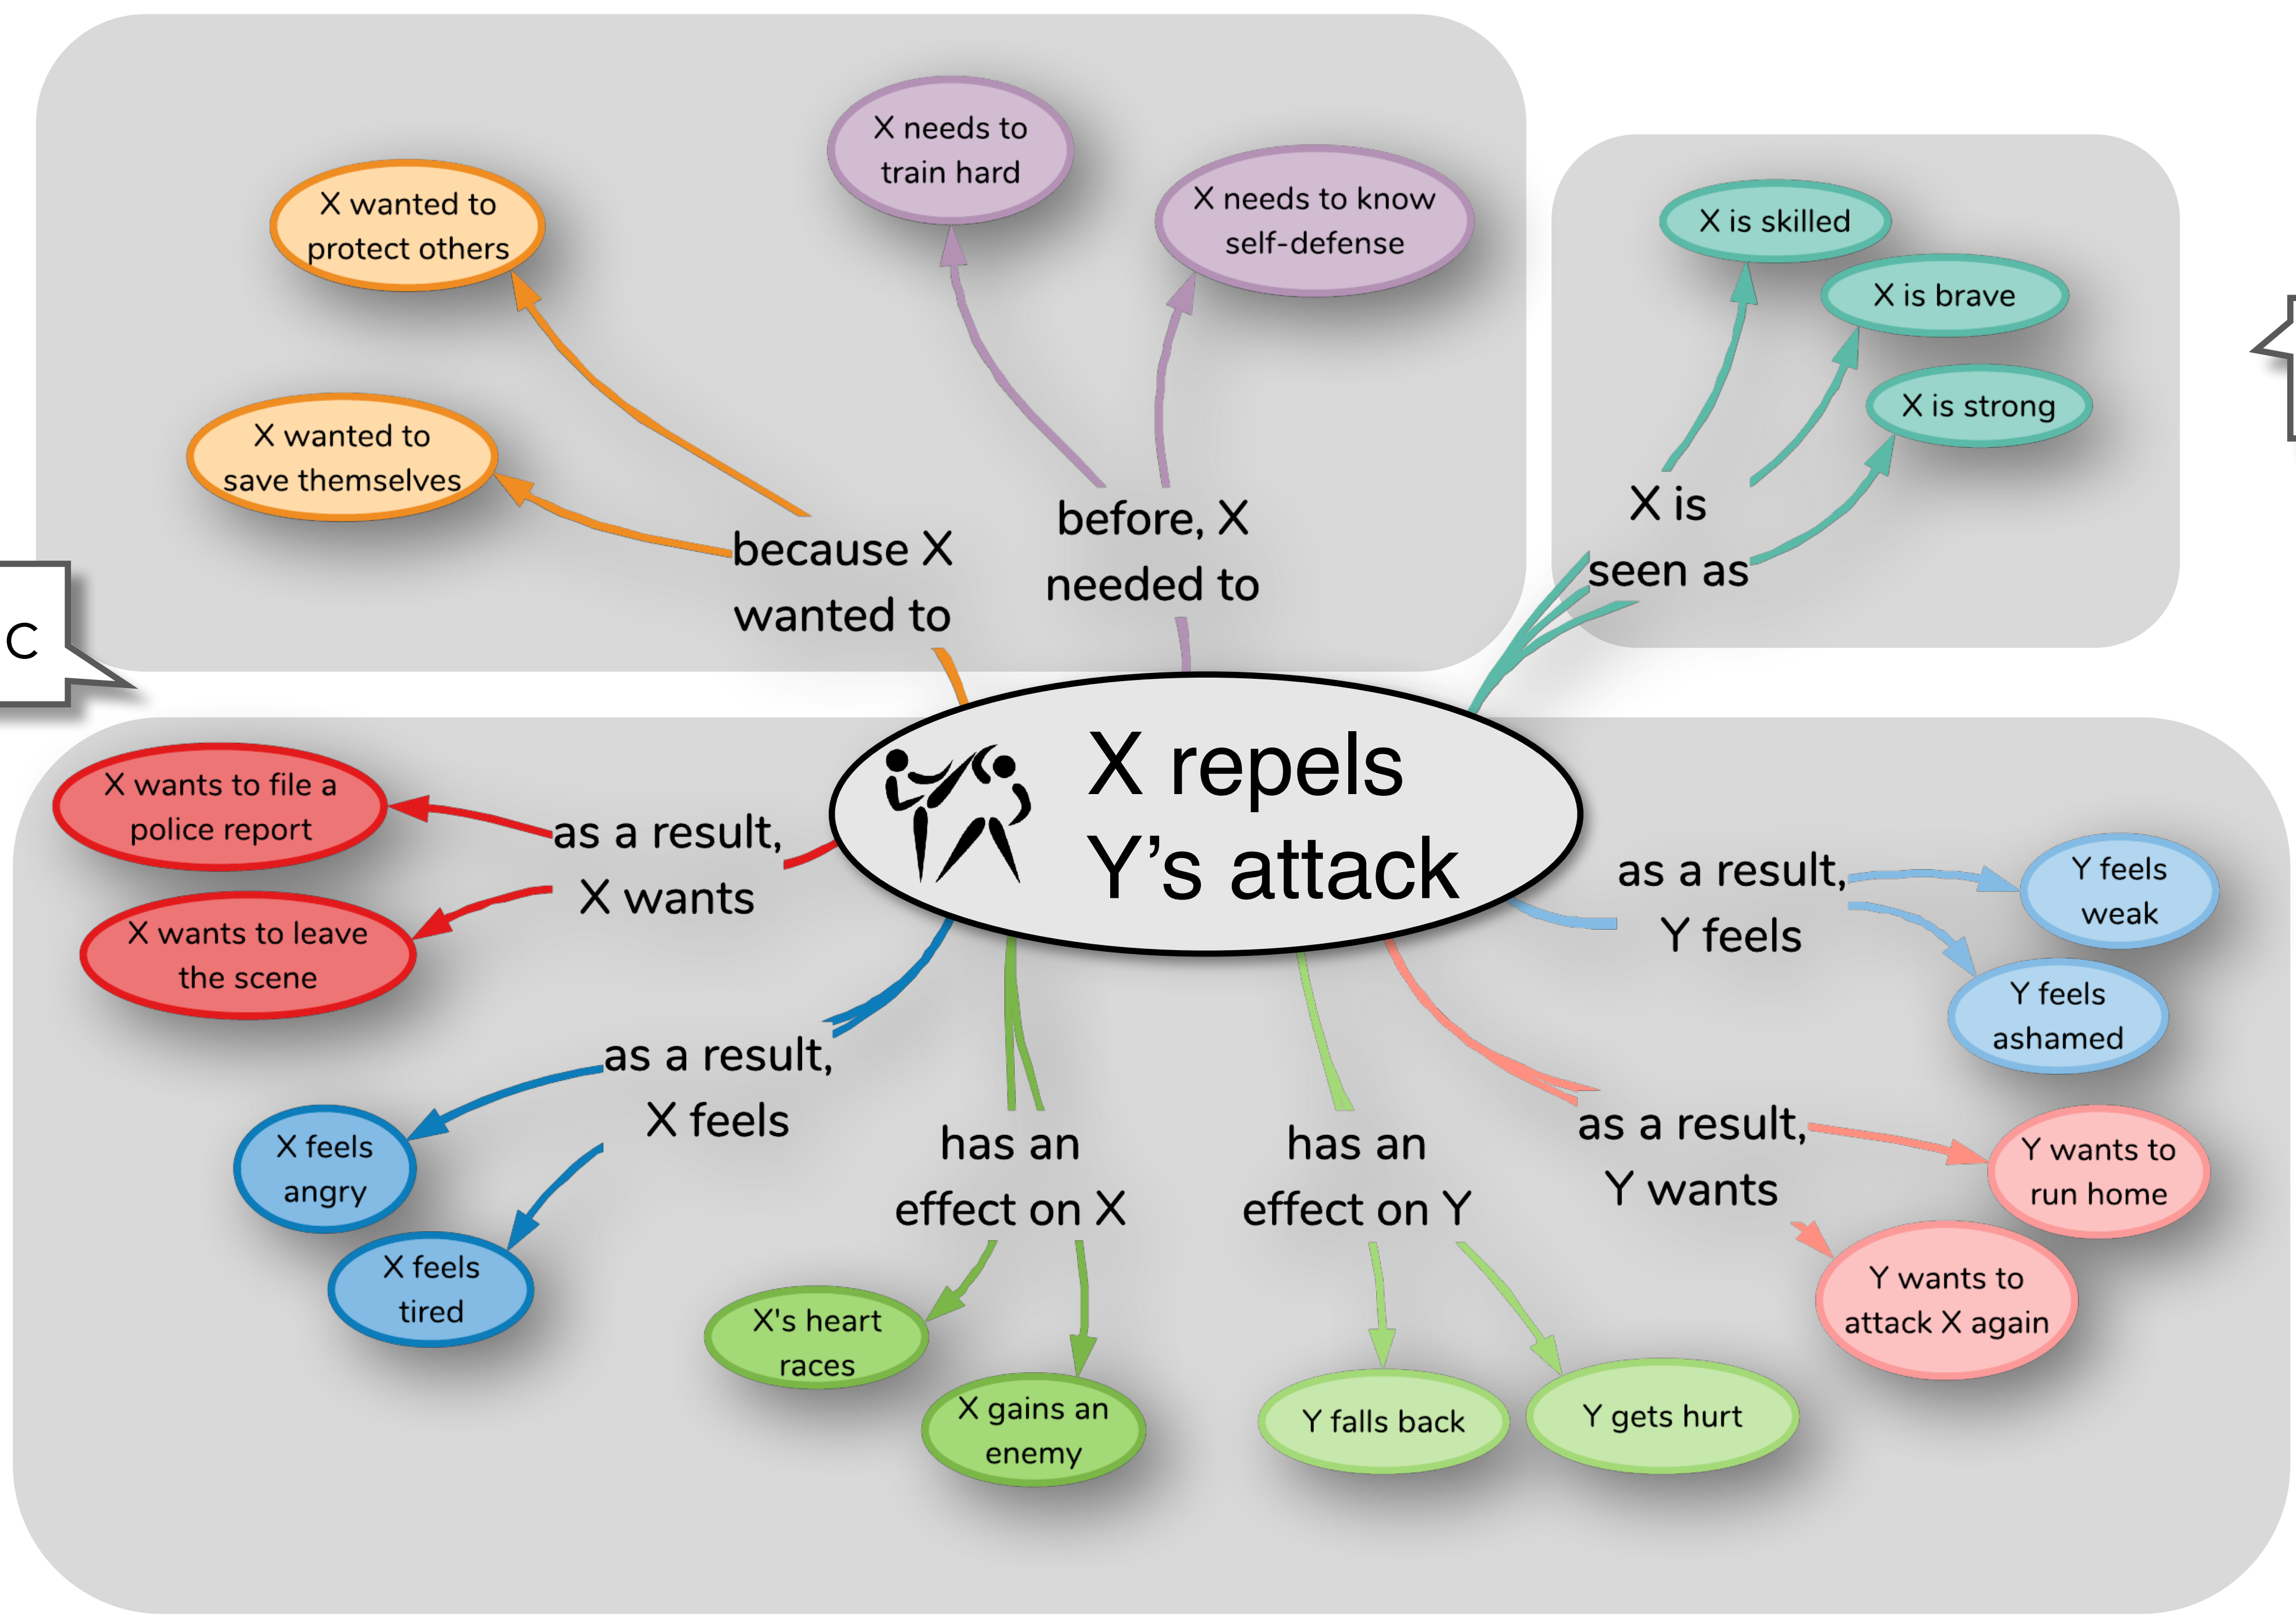 X needs to
train hard
X needs to know
self-defense
X wanted to
protect others
X wanted to
save themselves
because X
wanted to
before, X
needed to
X is skilled
X is brave
X is strong
X is
seen as
C
X repels
Y's attack
X wants to file a
police report
X wants to leave
the scene
as a result,
X wants
as a result,
X feels
X feels
angry
X feels
tired
has an
effect on X
X's heart
races
X gains an
enemy
has an
effect on Y
Y falls back
Y gets hurt
as a result,
Y feels
Y feels
weak
Y feels
ashamed
as a result,
Y wants
Y wants to
run home
Y wants to
attack X again